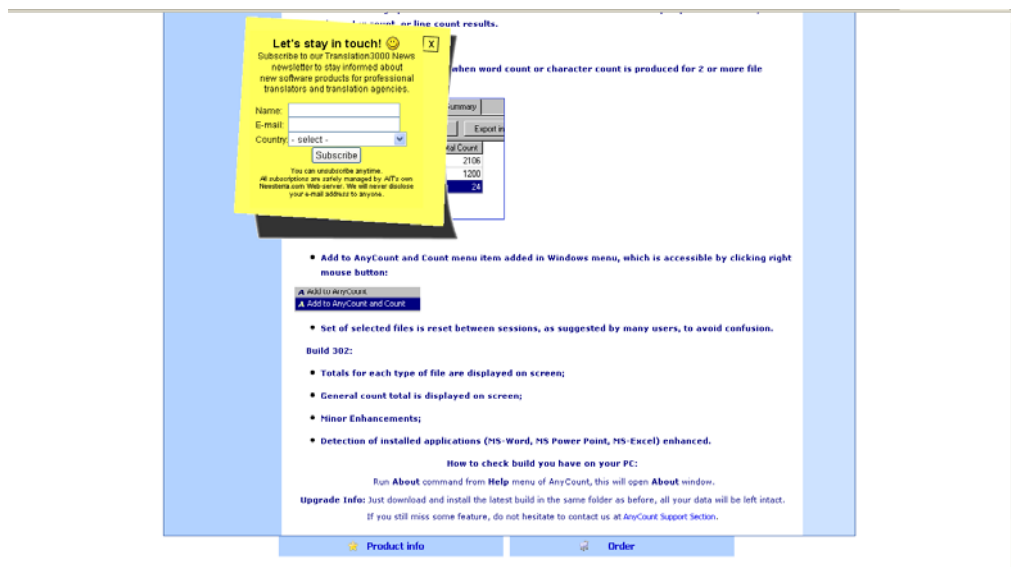 count, or line count results.
Let's stay in touch!
X
Subscribe to our Translation3000 News
newsletter to stay informed about
new software products for professional
translators and translation agencies.
Name:
E-mail:
Country: - select -
Subscribe
You can unsubscribe anytime.
All subscriptions are safely managed by AIT's own
Newsterria.com Web-server. We will never disclose
your e-mail address to anyone.
when word count or character count is produced for 2 or more file
Summary
Export in
Count
2106
1200
24
• Add to AnyCount and Count menu item added in Windows menu, which is accessible by clicking right
mouse button:
Add to AnyCount
Add to AnyCount and Count
• Set of selected files is reset between sessions, as suggested by many users, to avoid confusion.
Build 302:
• Totals for each type of file are displayed on screen;
• General count total is displayed on screen;
• Minor Enhancements;
• Detection of installed applications (MS-Word, MS Power Point, MS-Excel) enhanced.
How to check build you have on your PC:
Run About command from Help menu of AnyCount, this will open About window.
Upgrade Info: Just download and install the latest build in the same folder as before, all your data will be left intact.
If you still miss some feature, do not hesitate to contact us at AnyCount Support Section.
Product info
Order